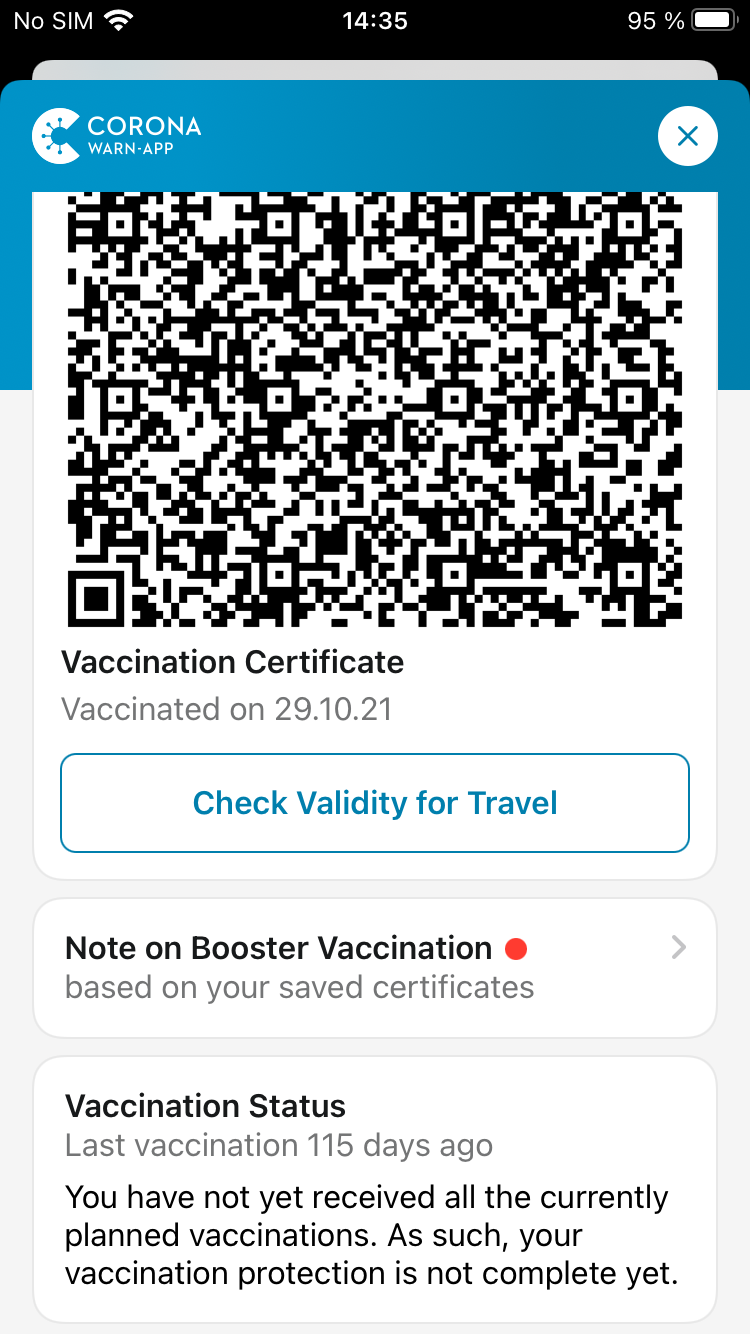 No SIM 14:35 95 %
CORONA
WARN-APP
Vaccination Certificate
Vaccinated on 29.10.21
Check Validity for Travel
Note on Booster Vaccination
based on your saved certificates
Vaccination Status
Last vaccination 115 days ago
You have not yet received all the currently
planned vaccinations. As such, your
vaccination protection is not complete yet.